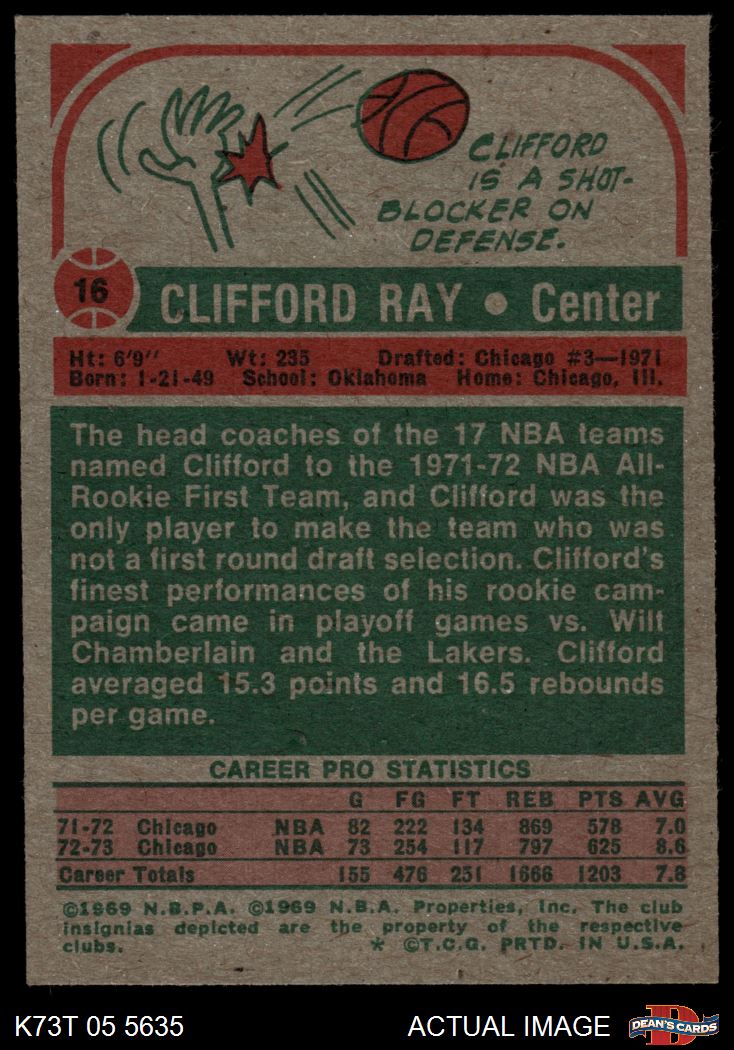 CLIFFORD
IS A SHOT-
BLOCKER ON
DEFENSE.
16
CLIFFORD RAY • Center
Ht: 6'9" Wt: 235 Drafted: Chicago #3—1971
Born: 1-21-49 School: Oklahoma Home: Chicago, Ill.
The head coaches of the 17 NBA teams
named Clifford to the 1971-72 NBA All-
Rookie First Team, and Clifford was the
only player to make the team who was
not a first round draft selection. Clifford's
finest performances of his rookie cam-
paign came in playoff games vs. Wilt
Chamberlain and the Lakers. Clifford
averaged 15.3 points and 16.5 rebounds
per game.
CAREER PRO STATISTICS
G FG FT REB PTS AVG
71-72 Chicago NBA 82 222 134 869 578 7.0
72-73 Chicago NBA 73 254 117 797 625 8.6
Career Totals 155 476 251 1666 1203 7.8
©1969 N.B.P.A. ©1969 N.B.A. Properties, Inc. The club
insignias depicted are the property of the respective
clubs. * ©T.C.G. PRTD. IN U.S.A.
K73T 05 5635 ACTUAL IMAGE D DEAN'S CARDS